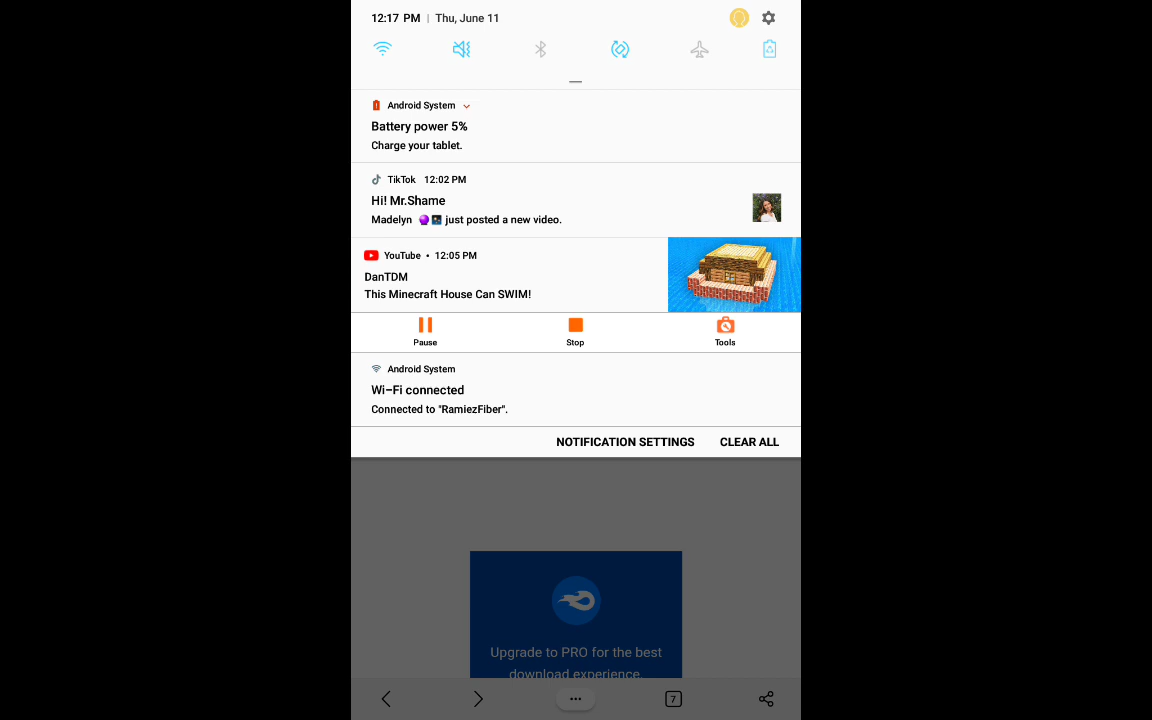 12:17 PM | Thu, June 11
Android System
Battery power 5%
Charge your tablet.
TikTok 12:02 PM
Hi! Mr.Shame
Madelyn 🔮🌃 just posted a new video.
YouTube • 12:05 PM
DanTDM
This Minecraft House Can SWIM!
Pause Stop Tools
Android System
Wi-Fi connected
Connected to "RamiezFiber".
NOTIFICATION SETTINGS CLEAR ALL
Upgrade to PRO for the best
download experience.
7